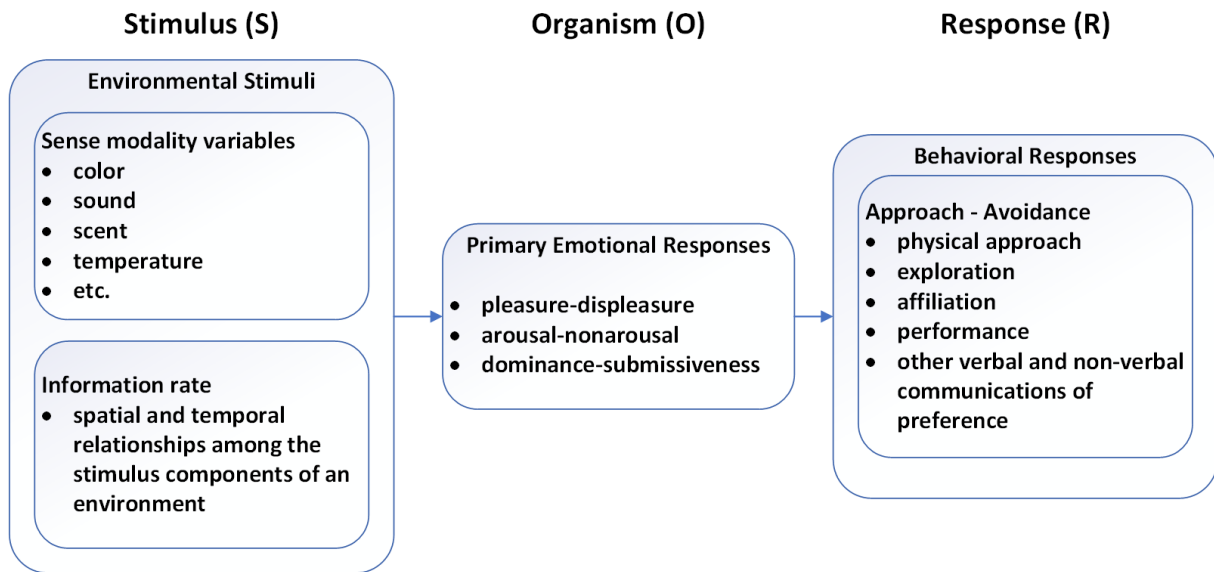 Stimulus (S)
Organism (O)
Response (R)
Environmental Stimuli
Sense modality variables
• color
• sound
• scent
• temperature
• etc.
Information rate
• spatial and temporal
relationships among the
stimulus components of an
environment
Primary Emotional Responses
• pleasure-displeasure
• arousal-nonarousal
• dominance-submissiveness
Behavioral Responses
Approach - Avoidance
• physical approach
• exploration
• affiliation
• performance
• other verbal and non-verbal
communications of
preference